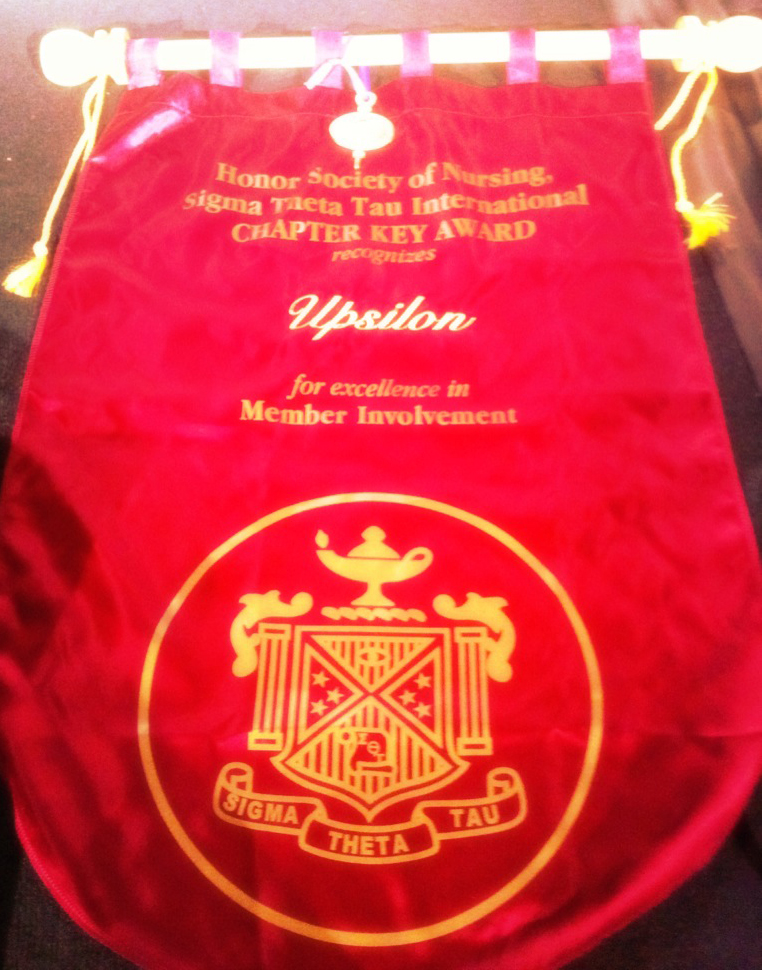 Honor Society of Nursing,
Sigma Theta Tau International
CHAPTER KEY AWARD
recognizes
Upsilon
for excellence in
Member Involvement
SIGMA THETA TAU